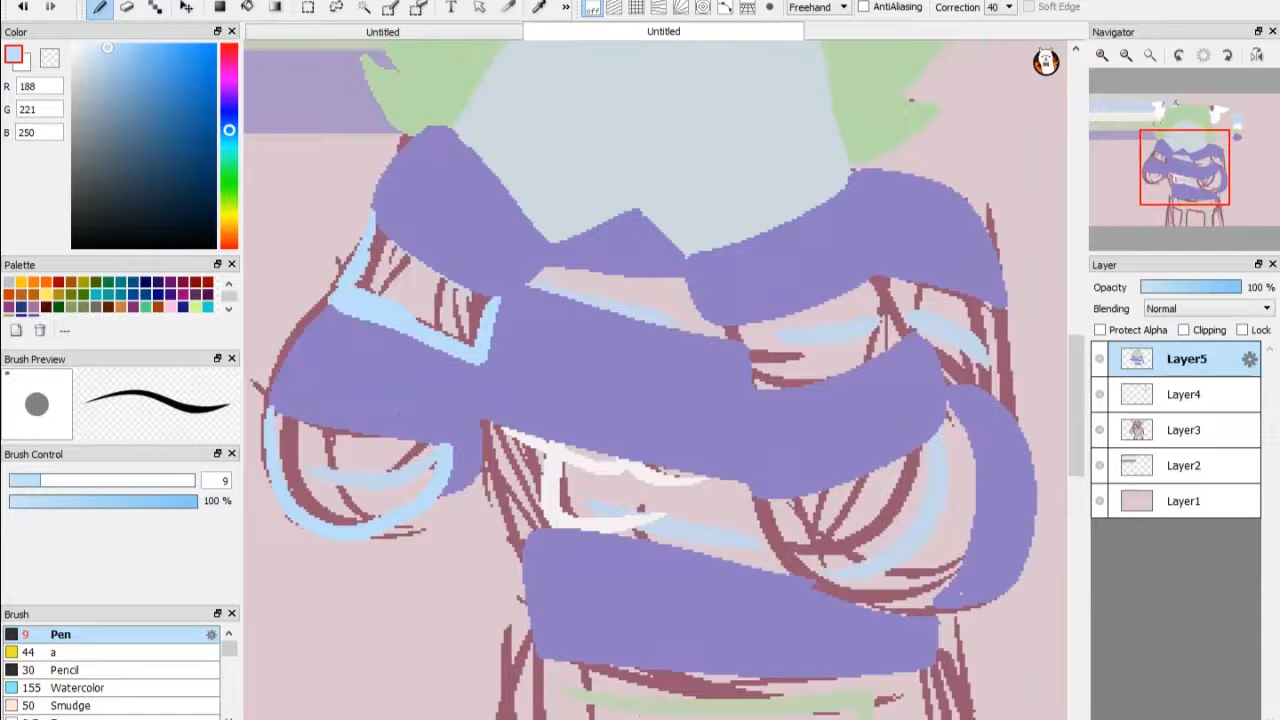 T » off Freehand AntiAliasing Correction 40 Soft Edge
Color Untitled Untitled Navigator
R 188
G 221
B 250
Palette Layer
Opacity 100 %
Blending Normal
Protect Alpha Clipping Lock
---
Brush Preview Layer5
Layer4
Layer3
Brush Control Layer2
9
100 % Layer1
Brush
9 Pen
44 a
30 Pencil
155 Watercolor
50 Smudge